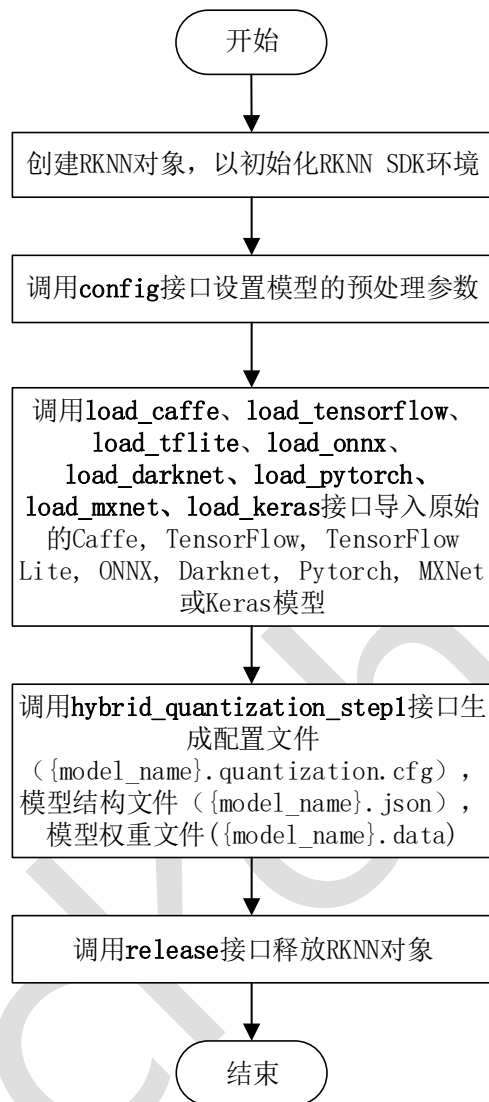 开始
创建RKNN对象，以初始化RKNN SDK环境
调用config接口设置模型的预处理参数
调用load_caffe、load_tensorflow、
load_tflite、load_onnx、
load_darknet、load_pytorch、
load_mxnet、load_keras接口导入原始
的Caffe, TensorFlow, TensorFlow
Lite, ONNX, Darknet, Pytorch, MXNet
或Keras模型
调用hybrid_quantization_step1接口生
成配置文件
（{model_name}.quantization.cfg），
模型结构文件（{model_name}.json），
模型权重文件({model_name}.data)
调用release接口释放RKNN对象
结束